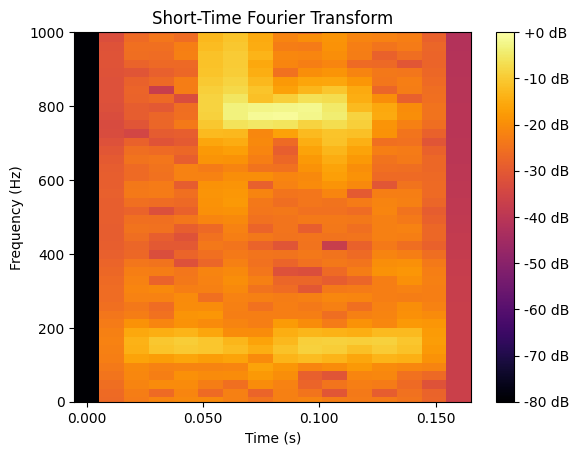 Short-Time Fourier Transform
Frequency (Hz)
1000
800
600
400
200
0
0.000
0.050
0.100
0.150
Time (s)
+0 dB
-10 dB
-20 dB
-30 dB
-40 dB
-50 dB
-60 dB
-70 dB
-80 dB